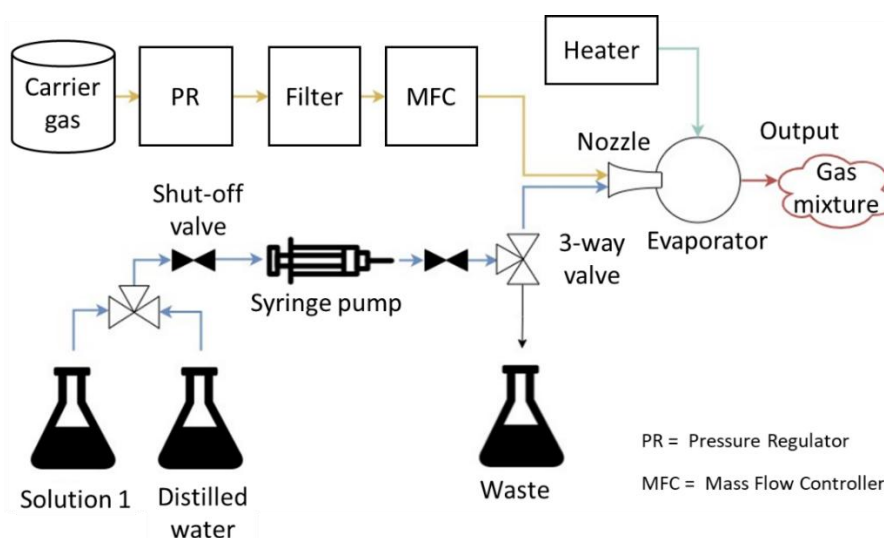 Carrier
gas
PR
Filter
MFC
Heater
Nozzle
Output
Gas
mixture
Evaporator
Shut-off
valve
Syringe pump
3-way
valve
Solution 1
Distilled
water
Waste
PR = Pressure Regulator
MFC = Mass Flow Controller